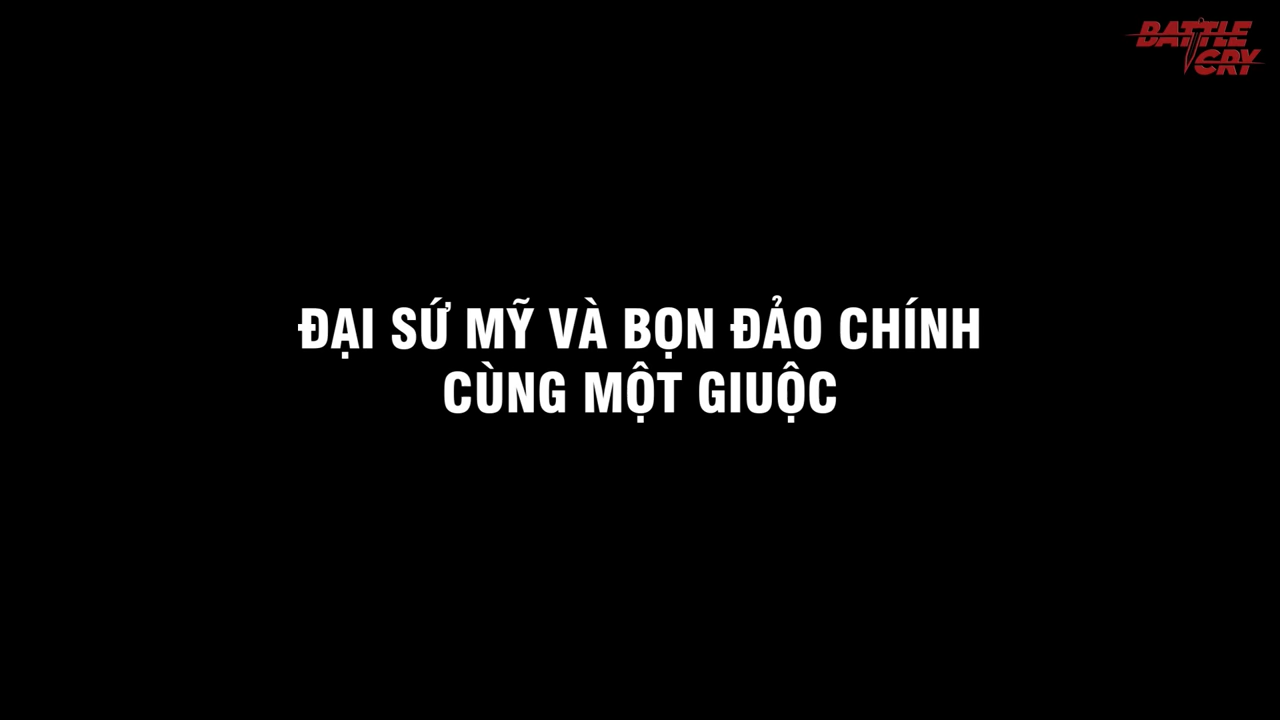 BATTLE
CRY
ĐẠI SỨ MỸ VÀ BỌN ĐẢO CHÍNH
CÙNG MỘT GIUỘC